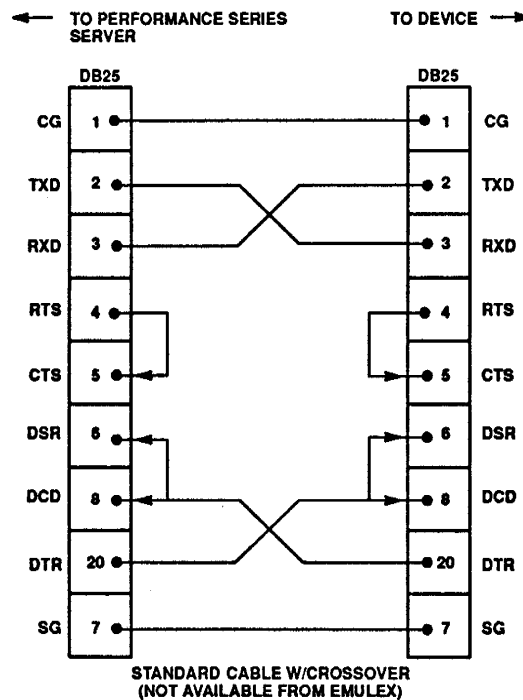 TO PERFORMANCE SERIES SERVER TO DEVICE
DB25 DB25
CG 1 1 CG
TXD 2 2 TXD
RXD 3 3 RXD
RTS 4 4 RTS
CTS 5 5 CTS
DSR 6 6 DSR
DCD 8 8 DCD
DTR 20 20 DTR
SG 7 7 SG
STANDARD CABLE W/CROSSOVER
(NOT AVAILABLE FROM EMULEX)